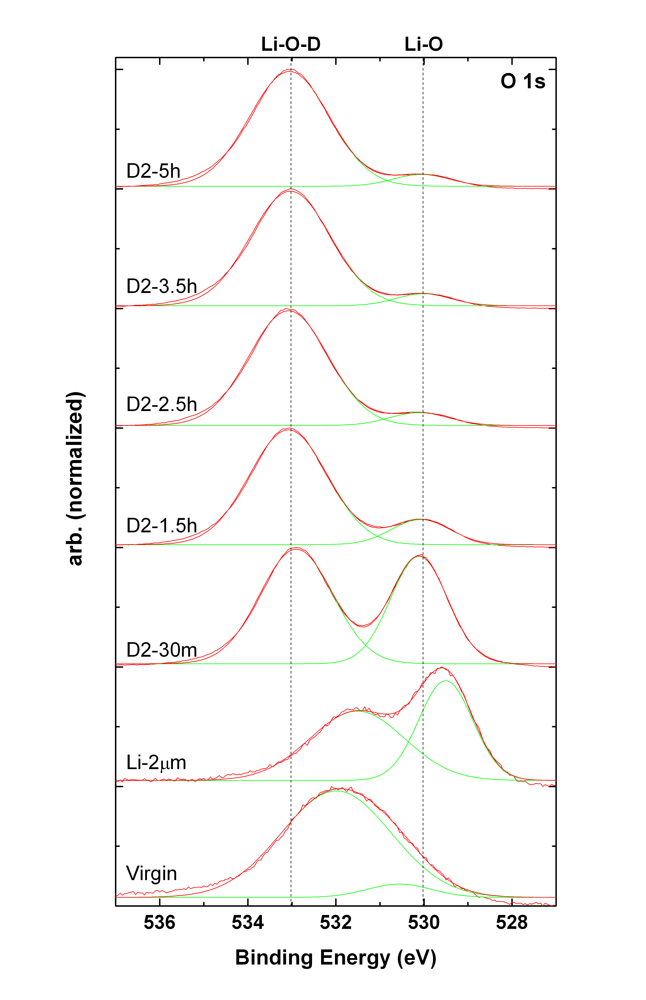 Li-O-D Li-O
O 1s
D2-5h
D2-3.5h
D2-2.5h
D2-1.5h
D2-30m
Li-2μm
Virgin
arb. (normalized)
536 534 532 530 528
Binding Energy (eV)